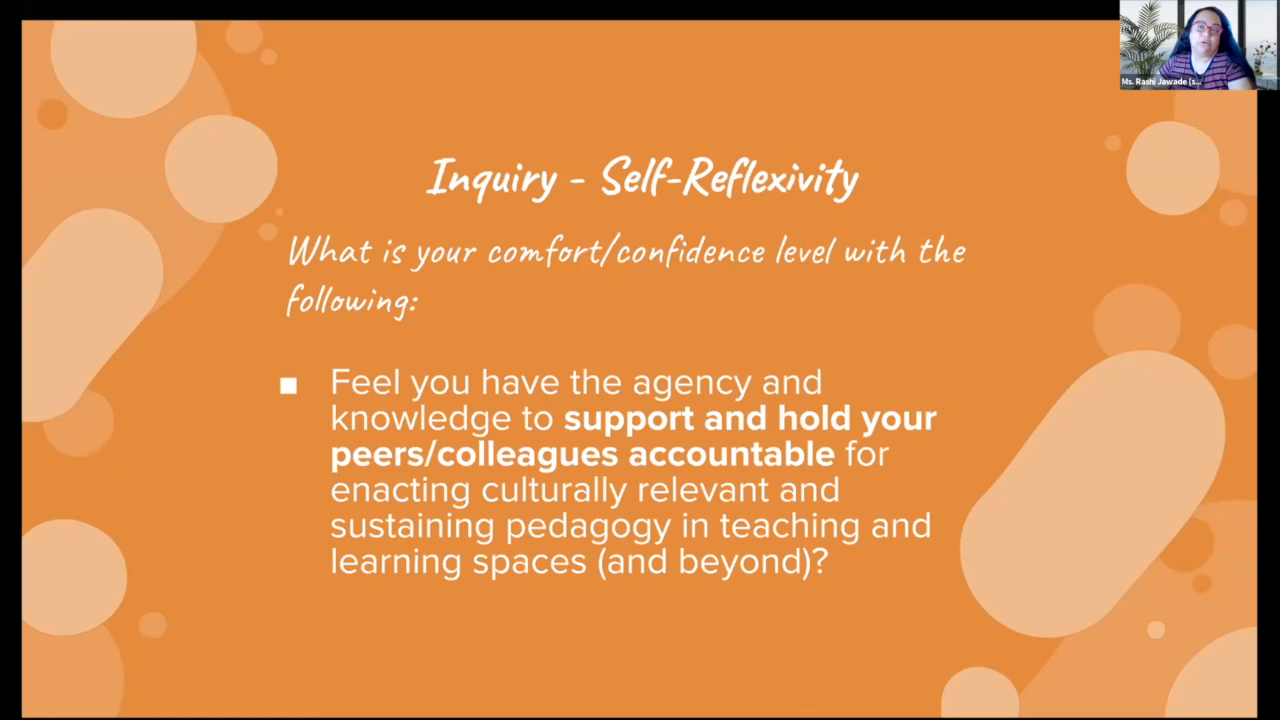 Ms. Rashi Jawade (s...
Inquiry - Self-Reflexivity
What is your comfort/confidence level with the
following:
■ Feel you have the agency and
knowledge to support and hold your
peers/colleagues accountable for
enacting culturally relevant and
sustaining pedagogy in teaching and
learning spaces (and beyond)?